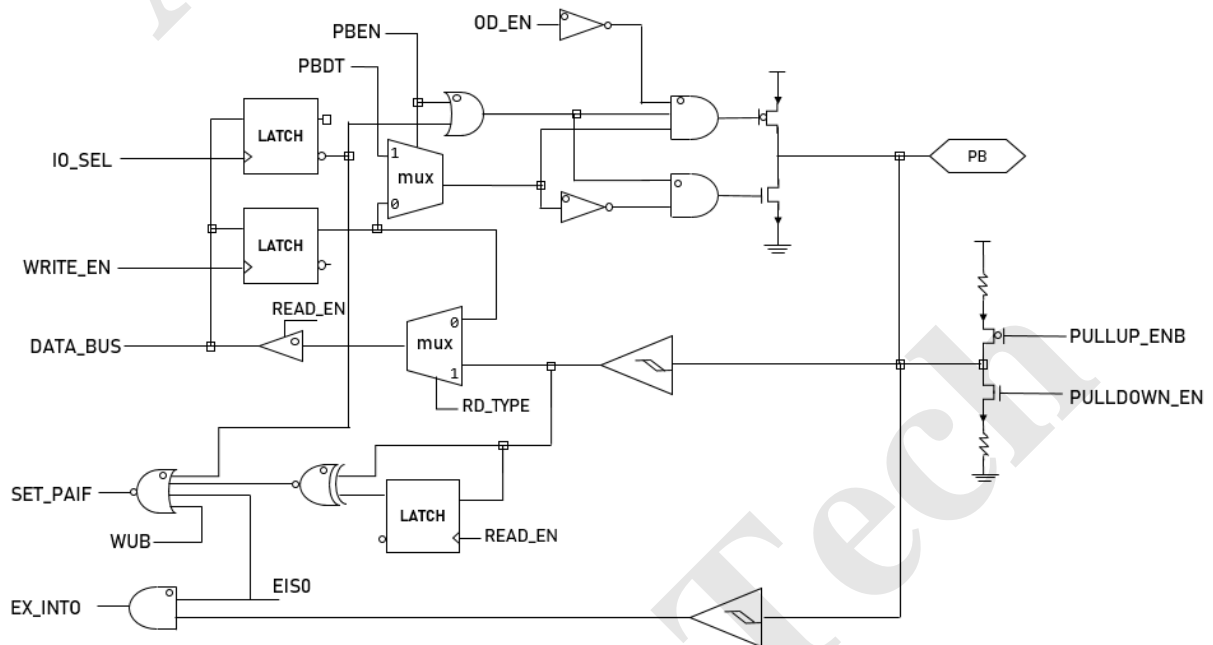 OD_EN
PBEN
PBDT
LATCH
IO_SEL
1
mux
0
PB
LATCH
WRITE_EN
READ_EN
0
DATA_BUS
mux
1
PULLUP_ENB
RD_TYPE
PULLDOWN_EN
SET_PAIF
LATCH
READ_EN
WUB
EIS0
EX_INT0
Tech